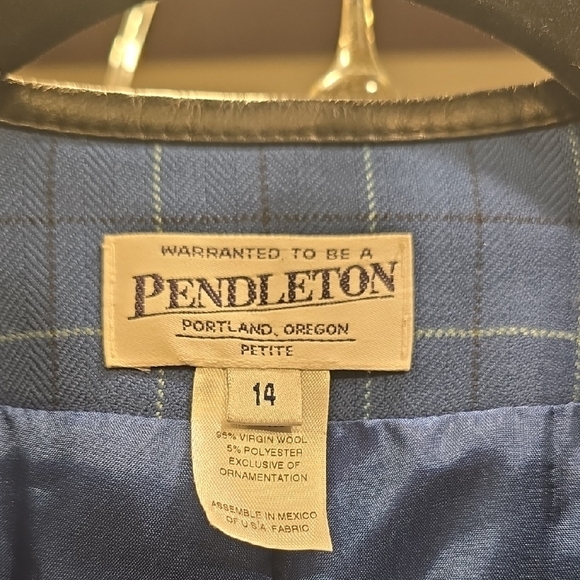 WARRANTED TO BE A
PENDLETON
PORTLAND, OREGON
PETITE
14
95% VIRGIN WOOL
5% POLYESTER
EXCLUSIVE OF
ORNAMENTATION
ASSEMBLE IN MEXICO
OF U S A FABRIC